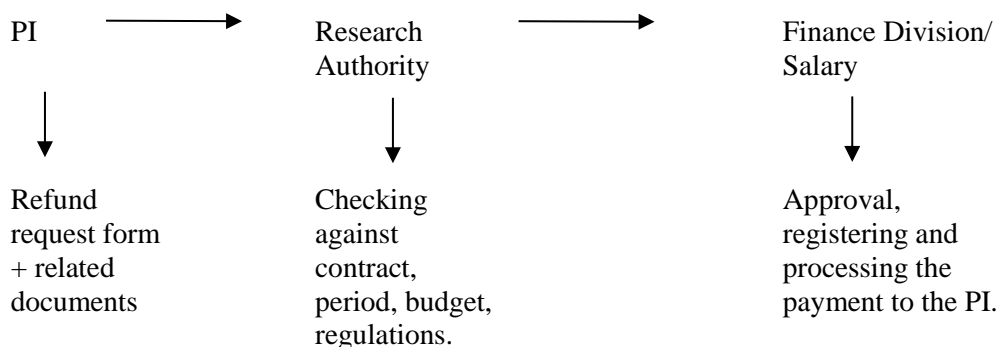 PI
Research
Authority
Finance Division/
Salary
Refund
request form
+ related
documents
Checking
against
contract,
period, budget,
regulations.
Approval,
registering and
processing the
payment to the PI.